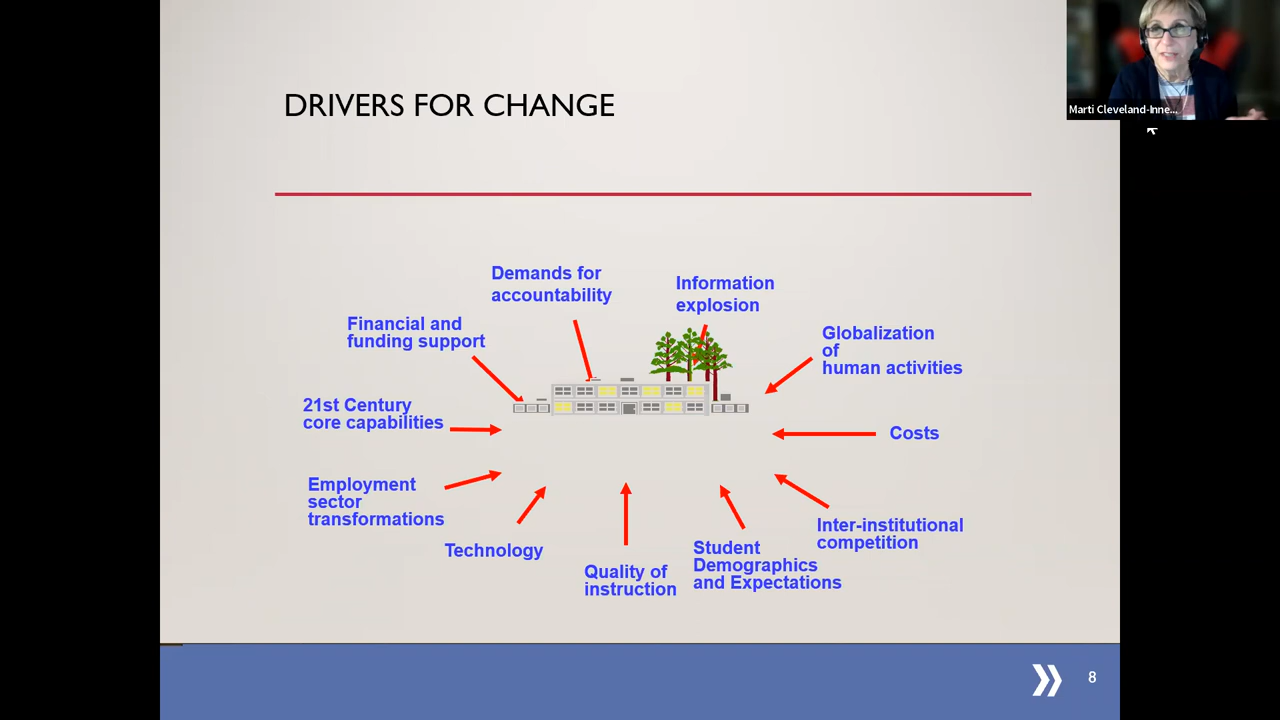 Marti Cleveland-Inne...
DRIVERS FOR CHANGE
Demands for
accountability
Information
explosion
Financial and
funding support
Globalization
of
human activities
21st Century
core capabilities
Costs
Employment
sector
transformations
Inter-institutional
competition
Technology
Student
Demographics
and Expectations
Quality of
instruction
8